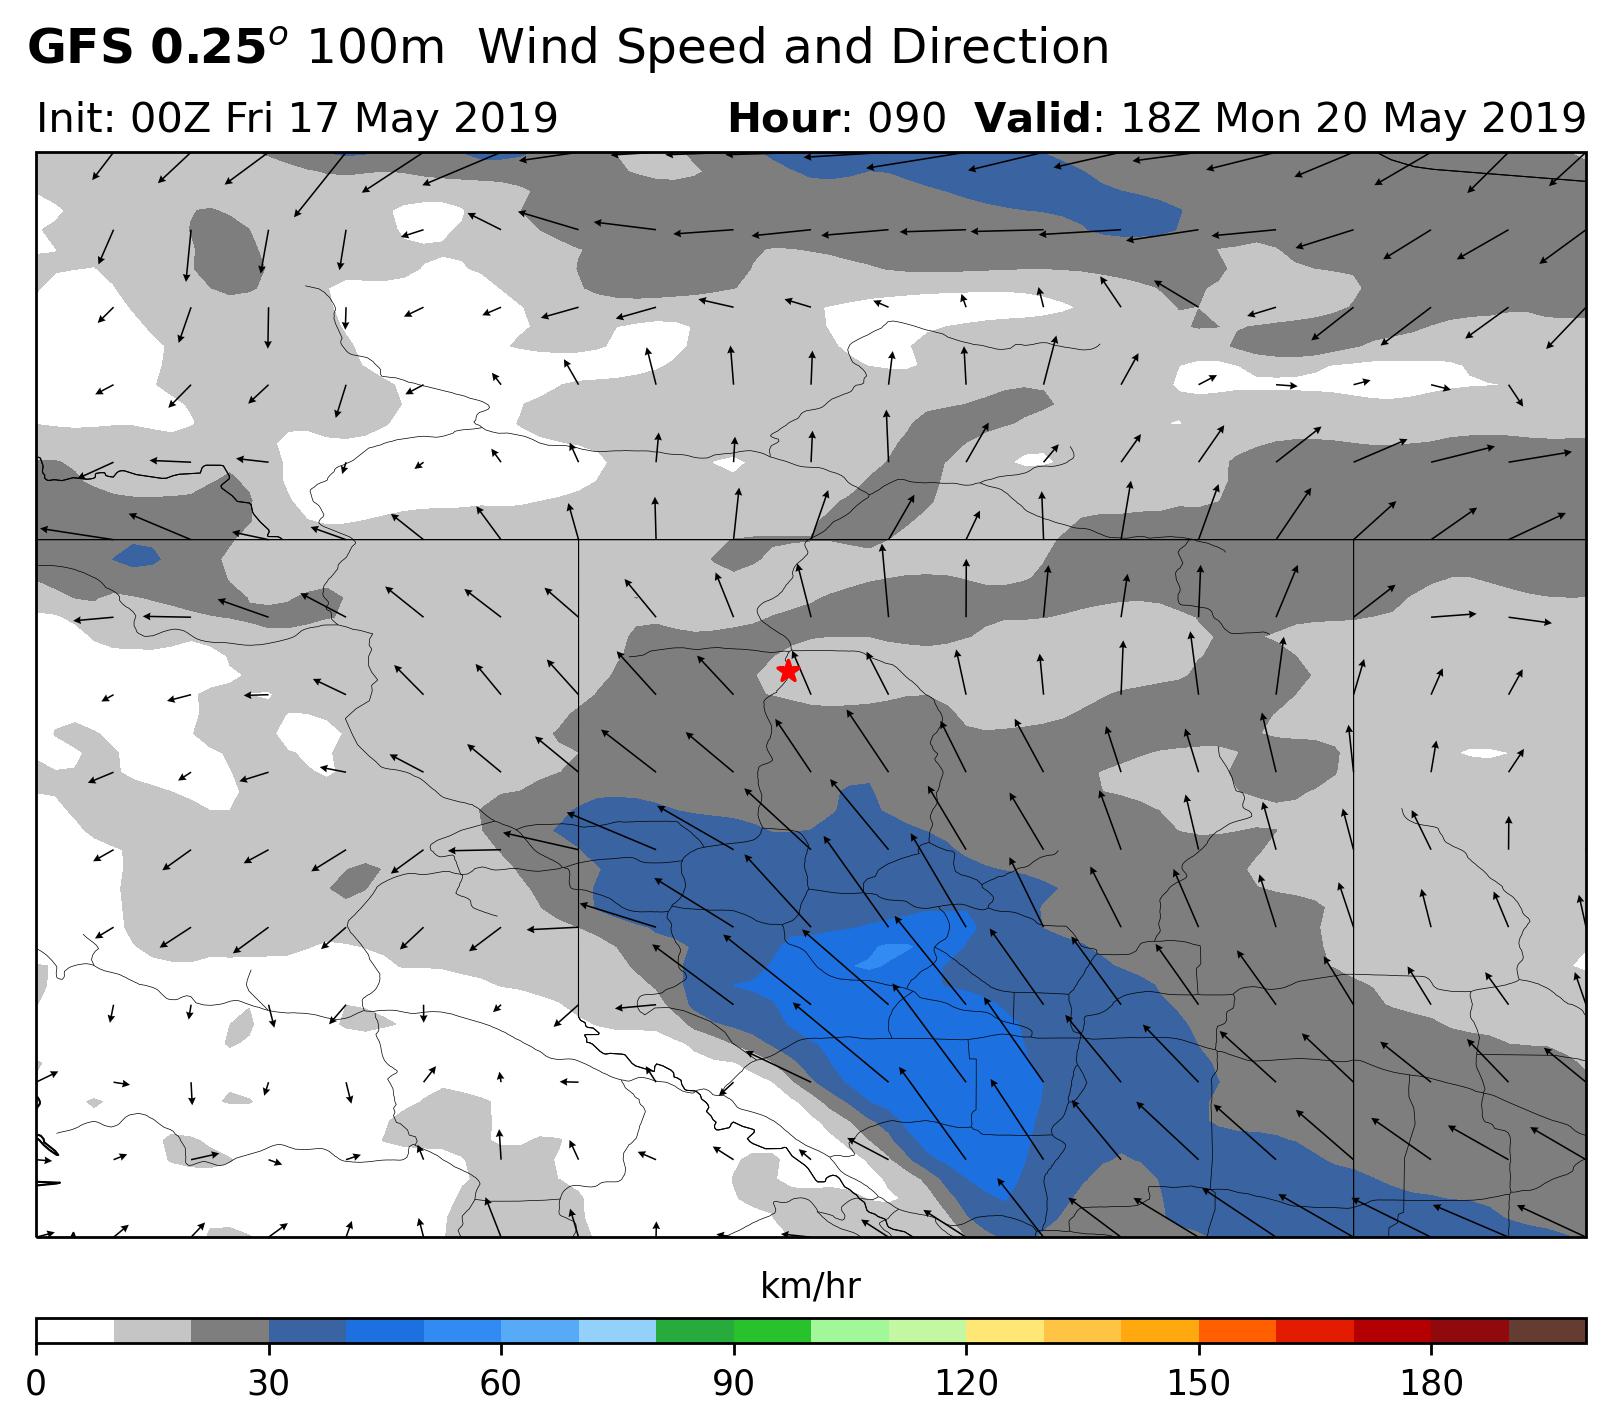 GFS 0.25° 100m  Wind Speed and Direction
Init: 00Z Fri 17 May 2019 Hour: 090 Valid: 18Z Mon 20 May 2019
km/hr
0 30 60 90 120 150 180